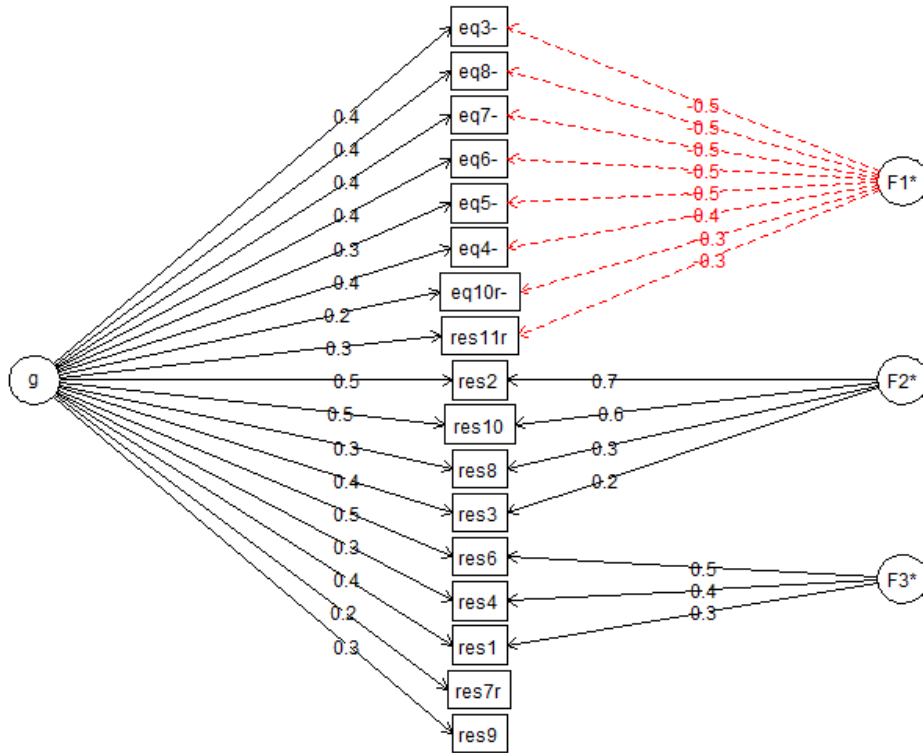 eq3-
eq8-
eq7-
eq6-
eq5-
eq4-
eq10r-
res11r
res2
res10
res8
res3
res6
res4
res1
res7r
res9
g
F1*
F2*
F3*
0.4
0.4
0.4
0.4
0.3
0.4
0.2
0.3
0.5
0.5
0.3
0.4
0.5
0.3
0.4
0.2
0.3
-0.5
-0.5
-0.5
-0.5
-0.5
-0.4
-0.3
-0.3
0.7
0.6
0.3
0.2
0.5
0.4
0.3